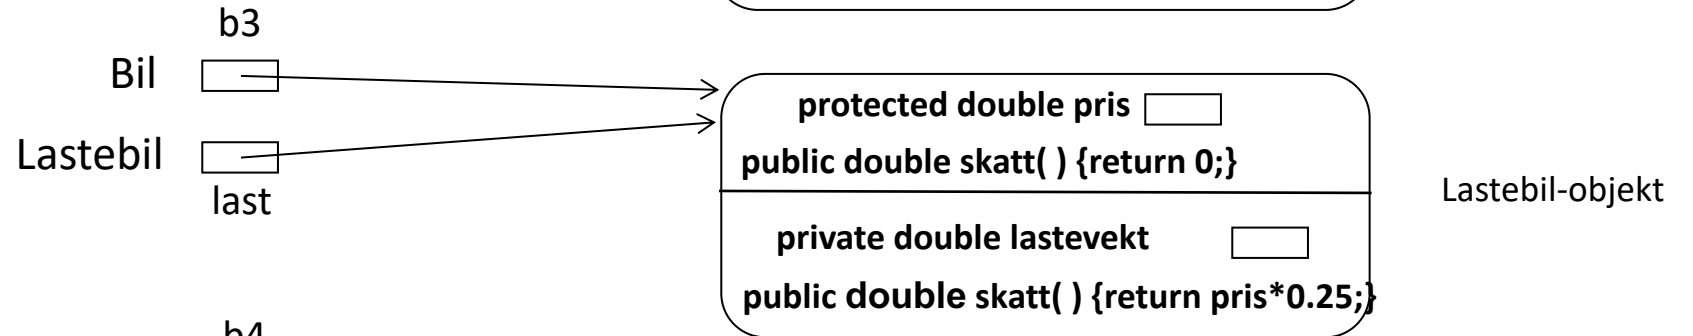 b3
Bil
protected double pris
Lastebil
public double skatt( ) {return 0;}
last
Lastebil-objekt
private double lastevekt
public double skatt( ) {return pris*0.25;}
b4